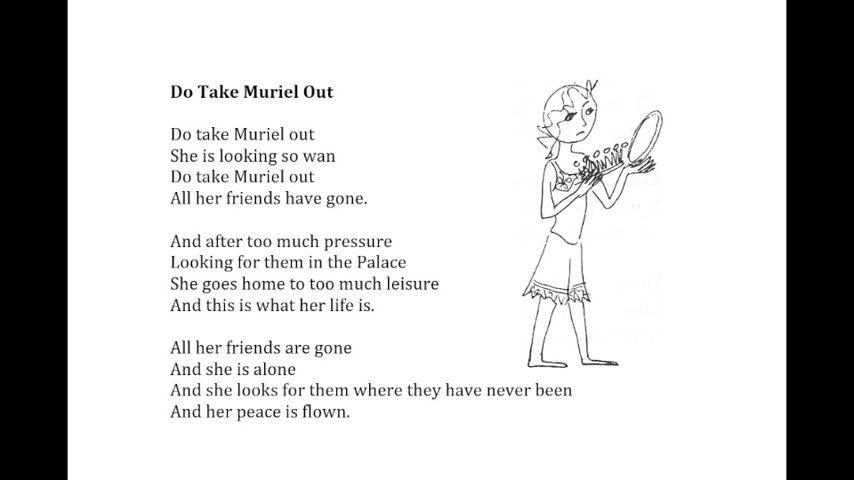 Do Take Muriel Out
Do take Muriel out
She is looking so wan
Do take Muriel out
All her friends have gone.
And after too much pressure
Looking for them in the Palace
She goes home to too much leisure
And this is what her life is.
All her friends are gone
And she is alone
And she looks for them where they have never been
And her peace is flown.